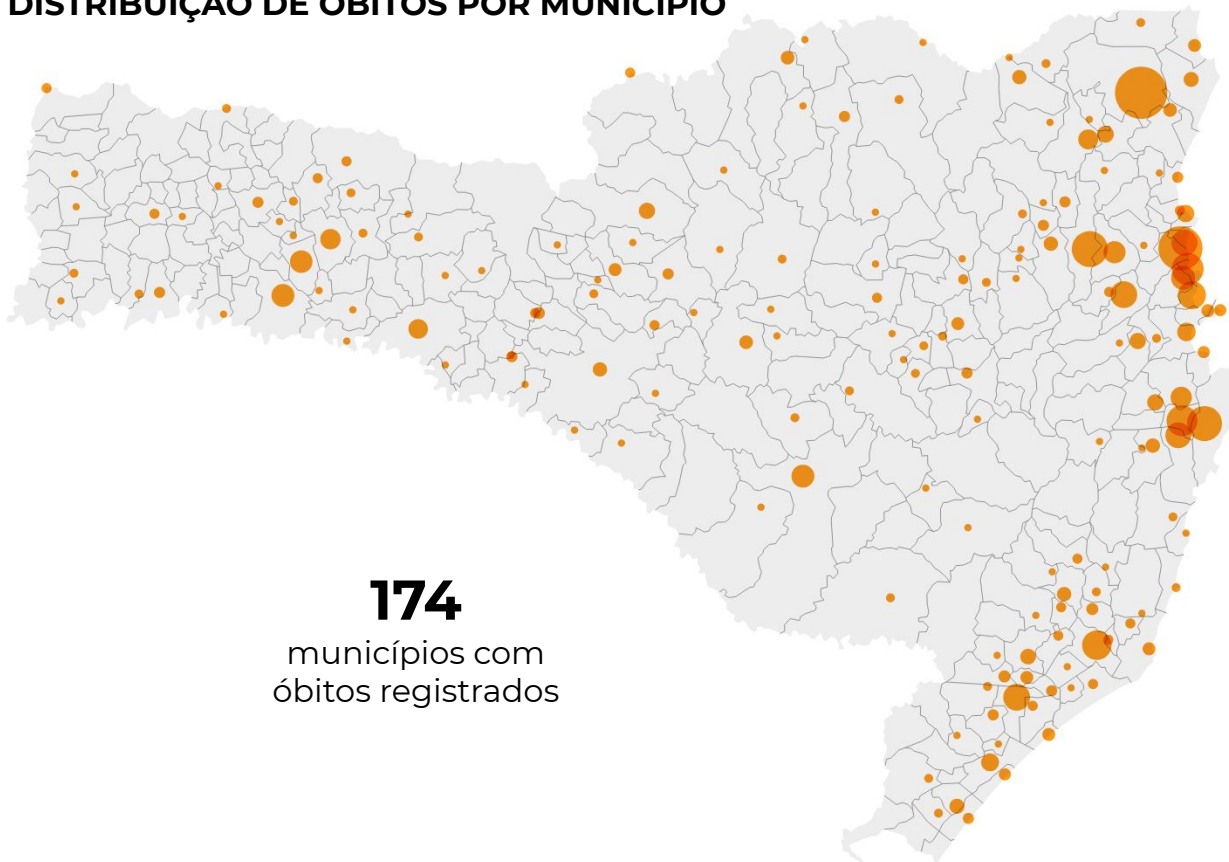 DISTRIBUIÇÃO DE ÓBITOS POR MUNICÍPIO
174
municípios com
óbitos registrados